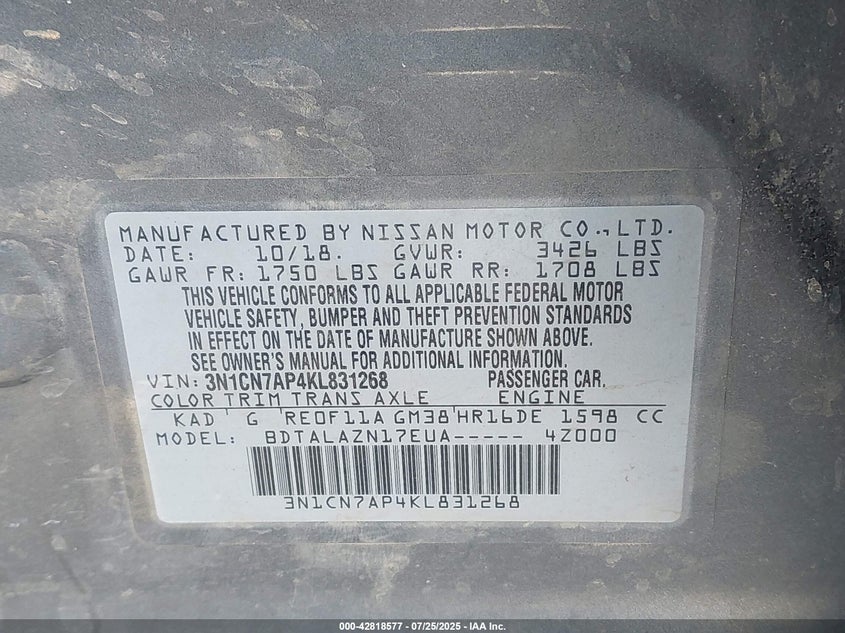 MANUFACTURED BY NISSAN MOTOR CO., LTD.
DATE: 10/18. GVWR: 3426 LBS
GAWR FR: 1750 LBS GAWR RR: 1708 LBS
THIS VEHICLE CONFORMS TO ALL APPLICABLE FEDERAL MOTOR
VEHICLE SAFETY, BUMPER AND THEFT PREVENTION STANDARDS
IN EFFECT ON THE DATE OF MANUFACTURE SHOWN ABOVE.
SEE OWNER'S MANUAL FOR ADDITIONAL INFORMATION.
VIN: 3N1CN7AP4KL831268 PASSENGER CAR.
COLOR TRIM TRANS AXLE ENGINE
KAD G RE0F11A GM38 HR16DE 1598 CC
MODEL: BDTALAZN17EUA----- 4Z000
3N1CN7AP4KL831268
000-42818577 - 07/25/2025 - IAA Inc.